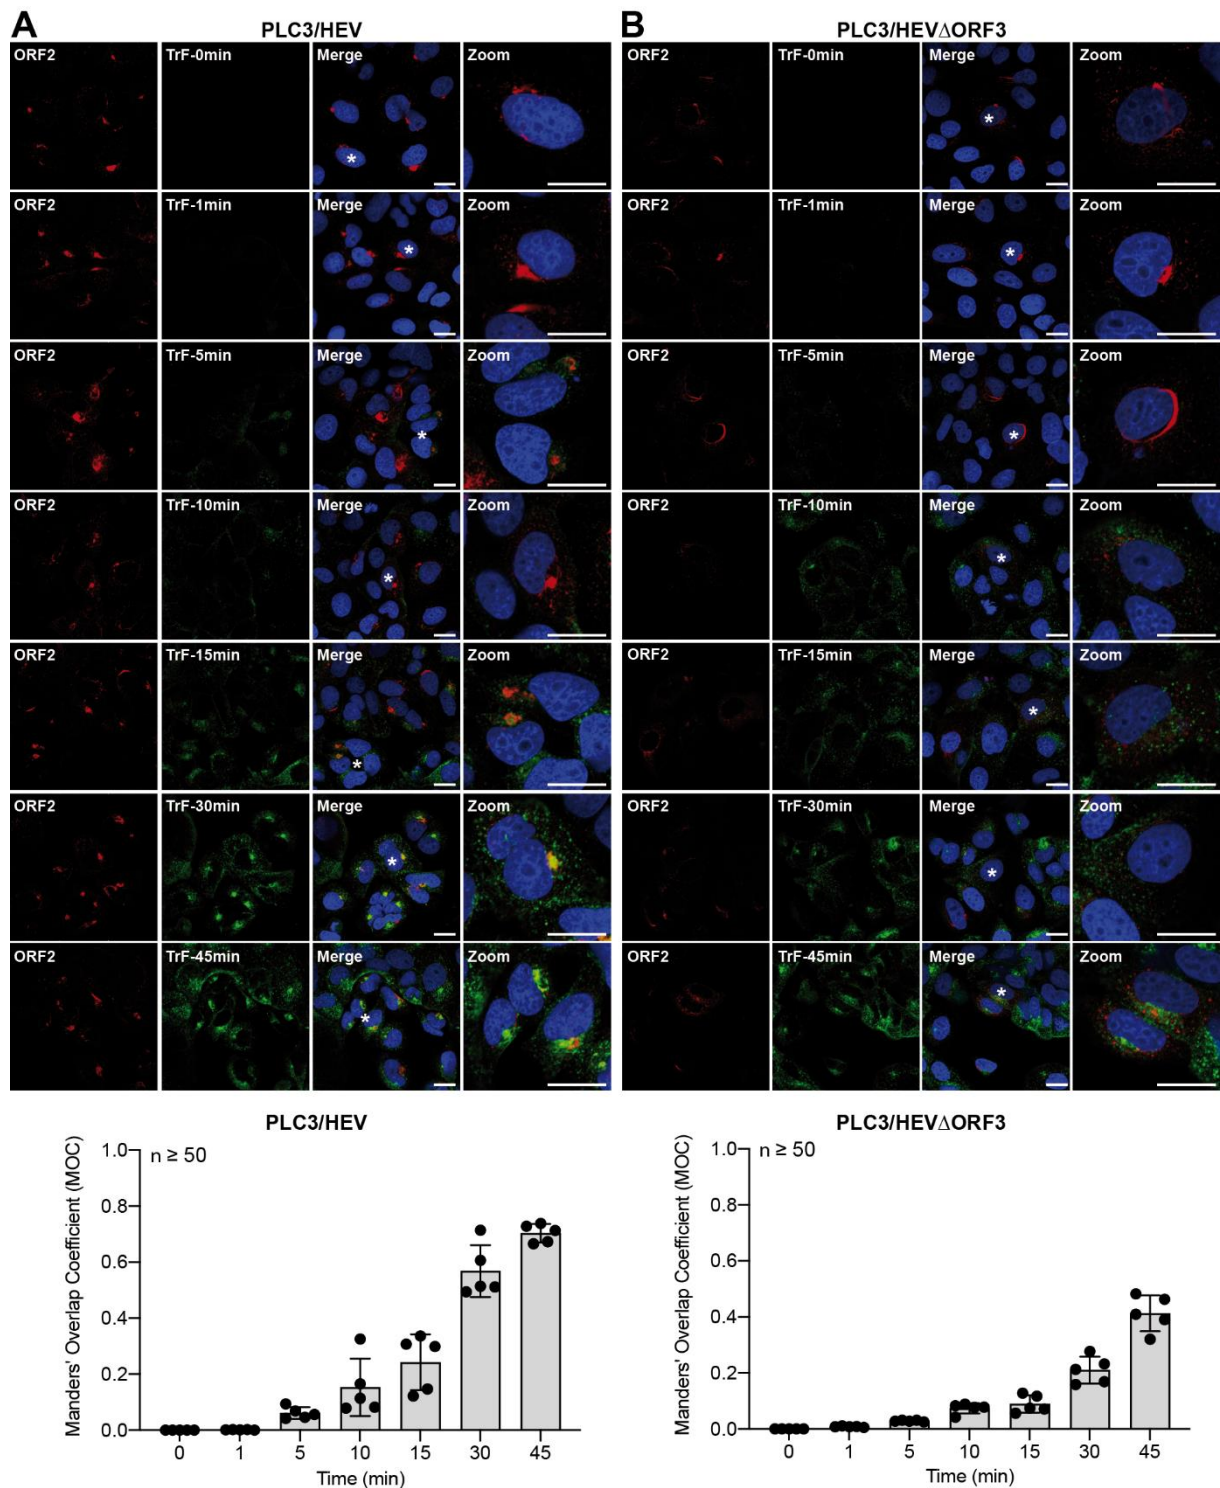 A PLC3/HEV B PLC3/HEVΔORF3
ORF2 TrF-0min Merge Zoom ORF2 TrF-0min Merge Zoom
*
*
ORF2 TrF-1min Merge Zoom ORF2 TrF-1min Merge Zoom
* *
ORF2 TrF-5min Merge Zoom ORF2 TrF-5min Merge Zoom
* *
ORF2 TrF-10min Merge Zoom ORF2 TrF-10min Merge Zoom
*
*
ORF2 TrF-15min Merge Zoom ORF2 TrF-15min Merge Zoom
*
*
ORF2 TrF-30min Merge Zoom ORF2 TrF-30min Merge Zoom
*
*
ORF2 TrF-45min Merge Zoom ORF2 TrF-45min Merge Zoom
*
*
PLC3/HEV
Manders' Overlap Coefficient (MOC)
n ≥ 50
1.0
0.8
0.6
0.4
0.2
0.0
0 1 5 10 15 30 45
Time (min)
PLC3/HEVΔORF3
Manders' Overlap Coefficient (MOC)
n ≥ 50
1.0
0.8
0.6
0.4
0.2
0.0
0 1 5 10 15 30 45
Time (min)